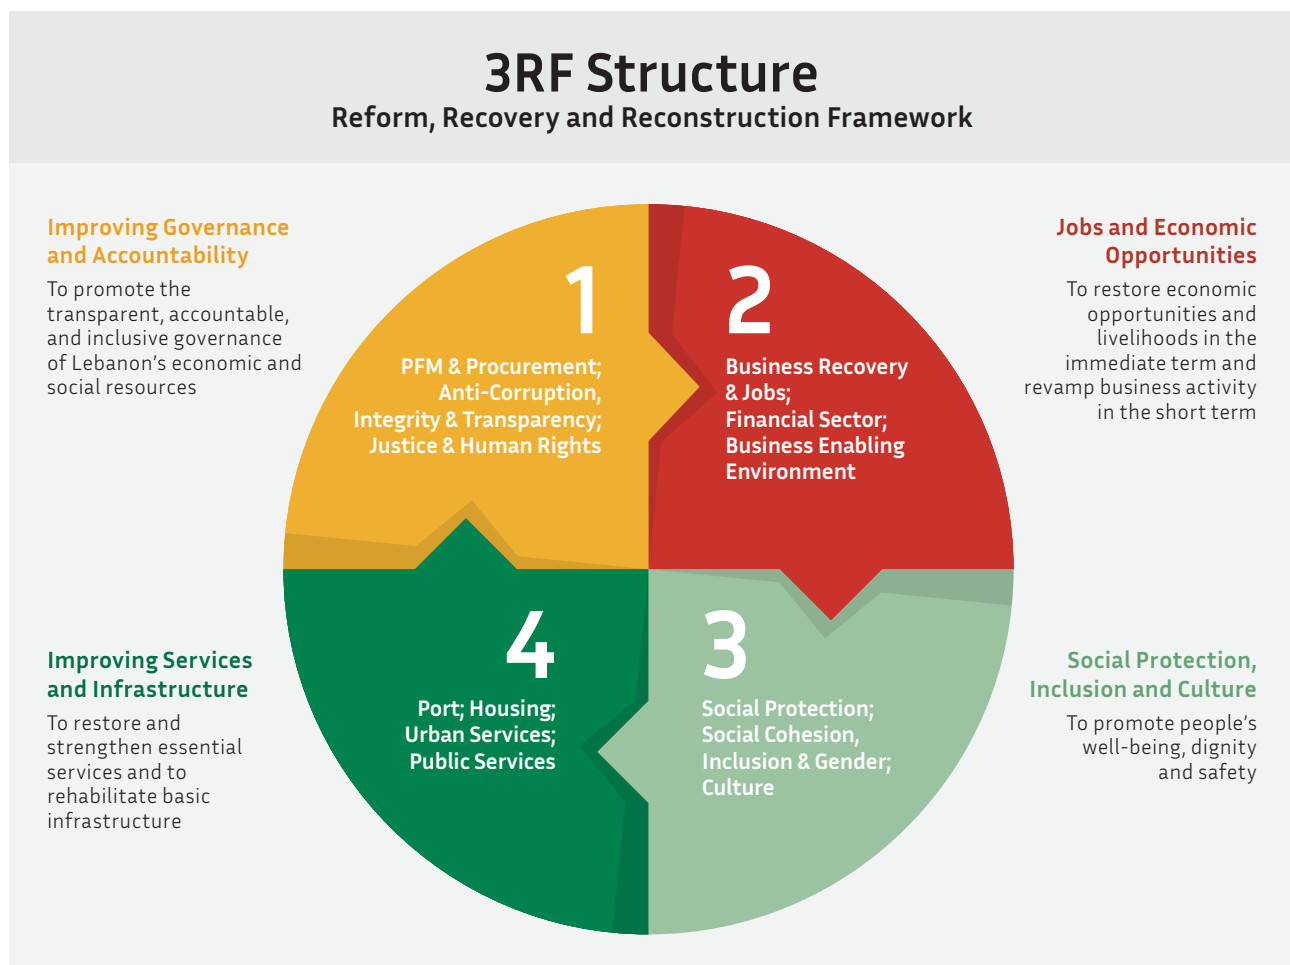 3RF Structure
Reform, Recovery and Reconstruction Framework
Improving Governance
and Accountability
To promote the
transparent, accountable,
and inclusive governance
of Lebanon’s economic and
social resources
1
PFM & Procurement;
Anti-Corruption,
Integrity & Transparency;
Justice & Human Rights
2
Business Recovery
& Jobs;
Financial Sector;
Business Enabling
Environment
Jobs and Economic
Opportunities
To restore economic
opportunities and
livelihoods in the
immediate term and
revamp business activity
in the short term
Improving Services
and Infrastructure
To restore and
strengthen essential
services and to
rehabilitate basic
infrastructure
4
Port; Housing;
Urban Services;
Public Services
3
Social Protection;
Social Cohesion,
Inclusion & Gender;
Culture
Social Protection,
Inclusion and Culture
To promote people’s
well-being, dignity
and safety